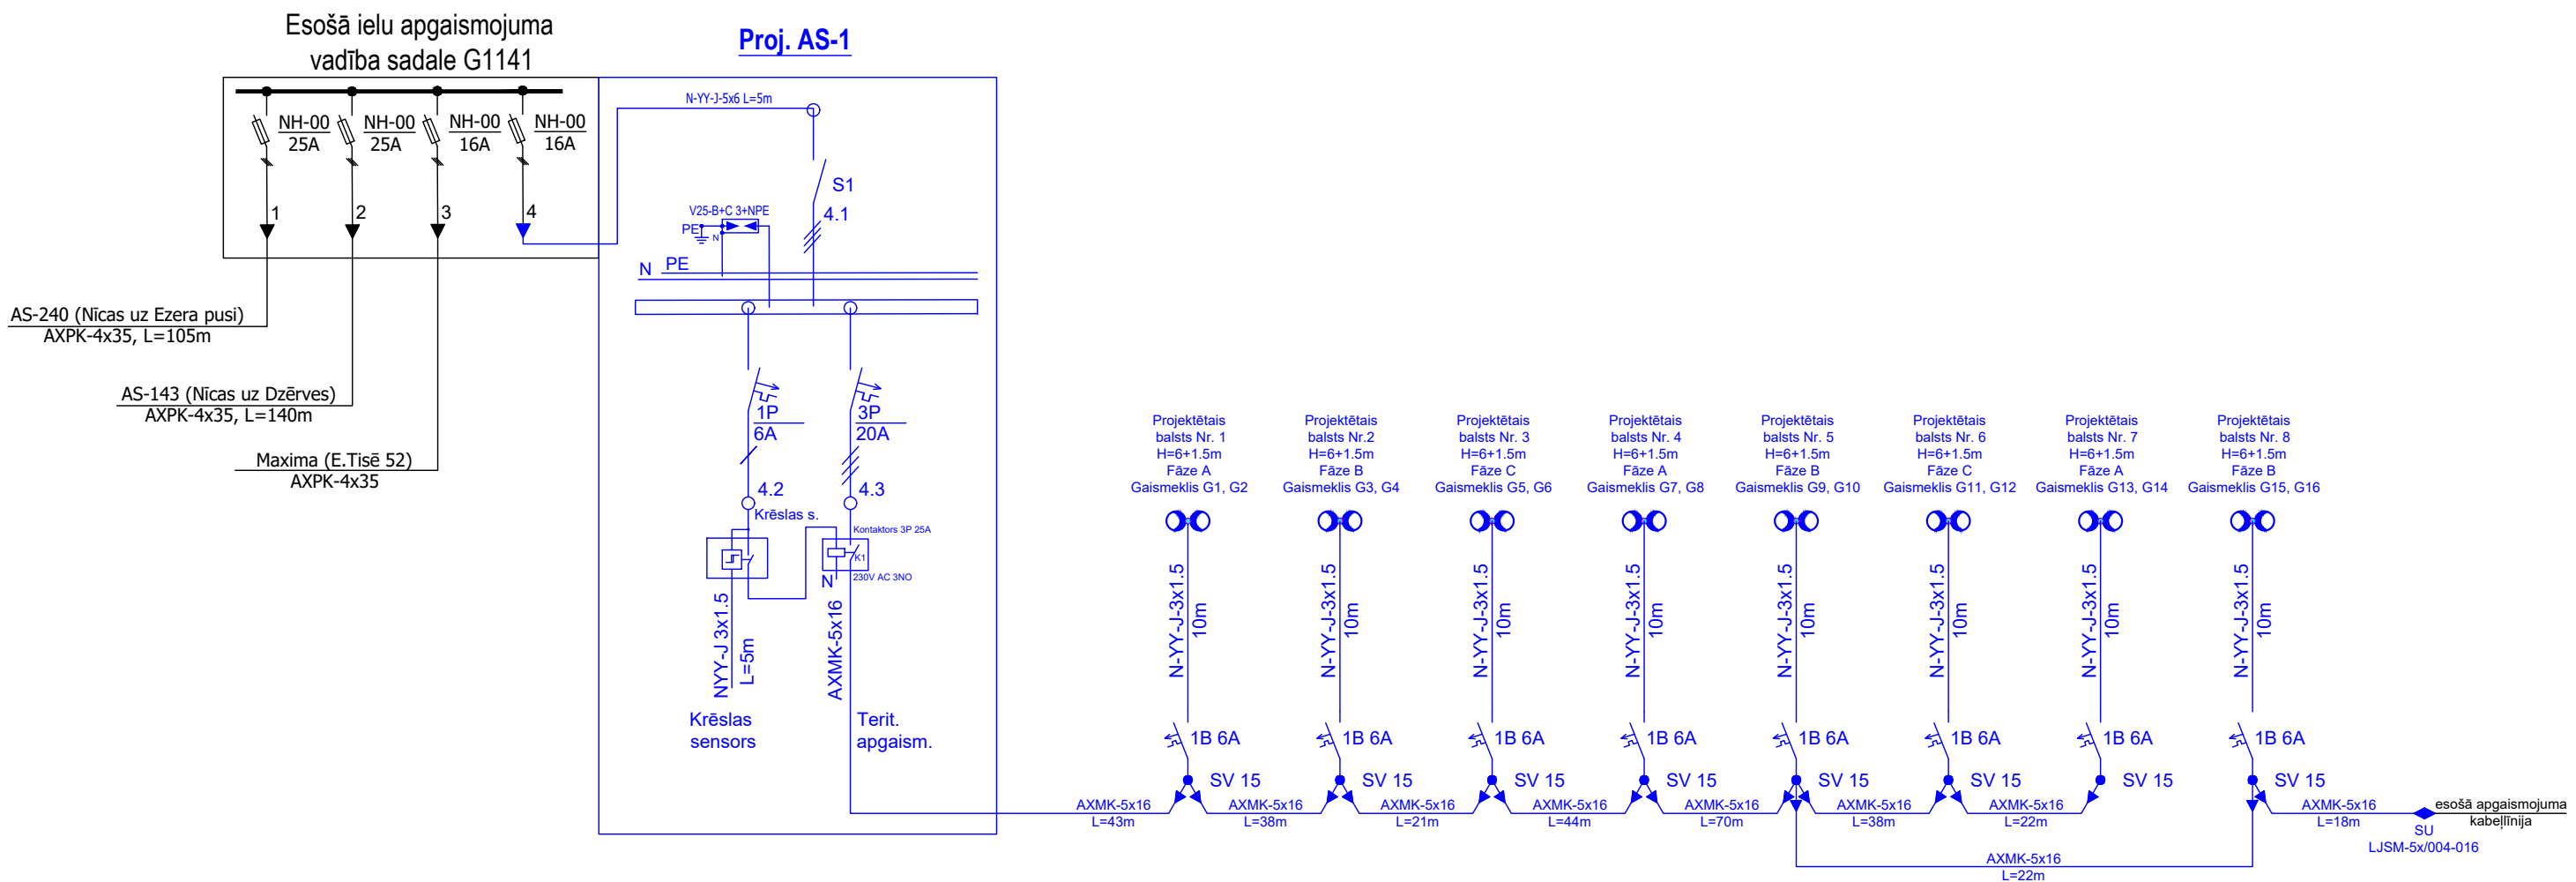 Esošā ielu apgaismojuma
vadība sadale G1141
NH-00
25A
NH-00
25A
NH-00
16A
NH-00
16A
1
2
3
4
AS-240 (Nīcas uz Ezera pusi)
AXPK-4x35, L=105m
AS-143 (Nīcas uz Dzērves)
AXPK-4x35, L=140m
Maxima (E.Tisē 52)
AXPK-4x35
Proj. AS-1
N-YY-J-5x6 L=5m
S1
4.1
V25-B+C 3+NPE
PE
N
N
PE
1P
6A
3P
20A
4.2
4.3
Krēslas s.
Kontaktors 3P 25A
K1
N
230V AC 3NO
NYY-J 3x1.5
L=5m
AXMK-5x16
Krēslas
sensors
Terit.
apgaism.
Projektētais
balsts Nr. 1
H=6+1.5m
Fāze A
Gaismeklis G1, G2
Projektētais
balsts Nr.2
H=6+1.5m
Fāze B
Gaismeklis G3, G4
Projektētais
balsts Nr. 3
H=6+1.5m
Fāze C
Gaismeklis G5, G6
Projektētais
balsts Nr. 4
H=6+1.5m
Fāze A
Gaismeklis G7, G8
Projektētais
balsts Nr. 5
H=6+1.5m
Fāze B
Gaismeklis G9, G10
Projektētais
balsts Nr. 6
H=6+1.5m
Fāze C
Gaismeklis G11, G12
Projektētais
balsts Nr. 7
H=6+1.5m
Fāze A
Gaismeklis G13, G14
Projektētais
balsts Nr. 8
H=6+1.5m
Fāze B
Gaismeklis G15, G16
N-YY-J-3x1.5
10m
N-YY-J-3x1.5
10m
N-YY-J-3x1.5
10m
N-YY-J-3x1.5
10m
N-YY-J-3x1.5
10m
N-YY-J-3x1.5
10m
N-YY-J-3x1.5
10m
N-YY-J-3x1.5
10m
1B 6A
1B 6A
1B 6A
1B 6A
1B 6A
1B 6A
1B 6A
1B 6A
SV 15
SV 15
SV 15
SV 15
SV 15
SV 15
SV 15
SV 15
AXMK-5x16
L=43m
AXMK-5x16
L=38m
AXMK-5x16
L=21m
AXMK-5x16
L=44m
AXMK-5x16
L=70m
AXMK-5x16
L=38m
AXMK-5x16
L=22m
AXMK-5x16
L=18m
esošā apgaismojuma
kabeļlīnija
SU
LJSM-5x/004-016
AXMK-5x16
L=22m